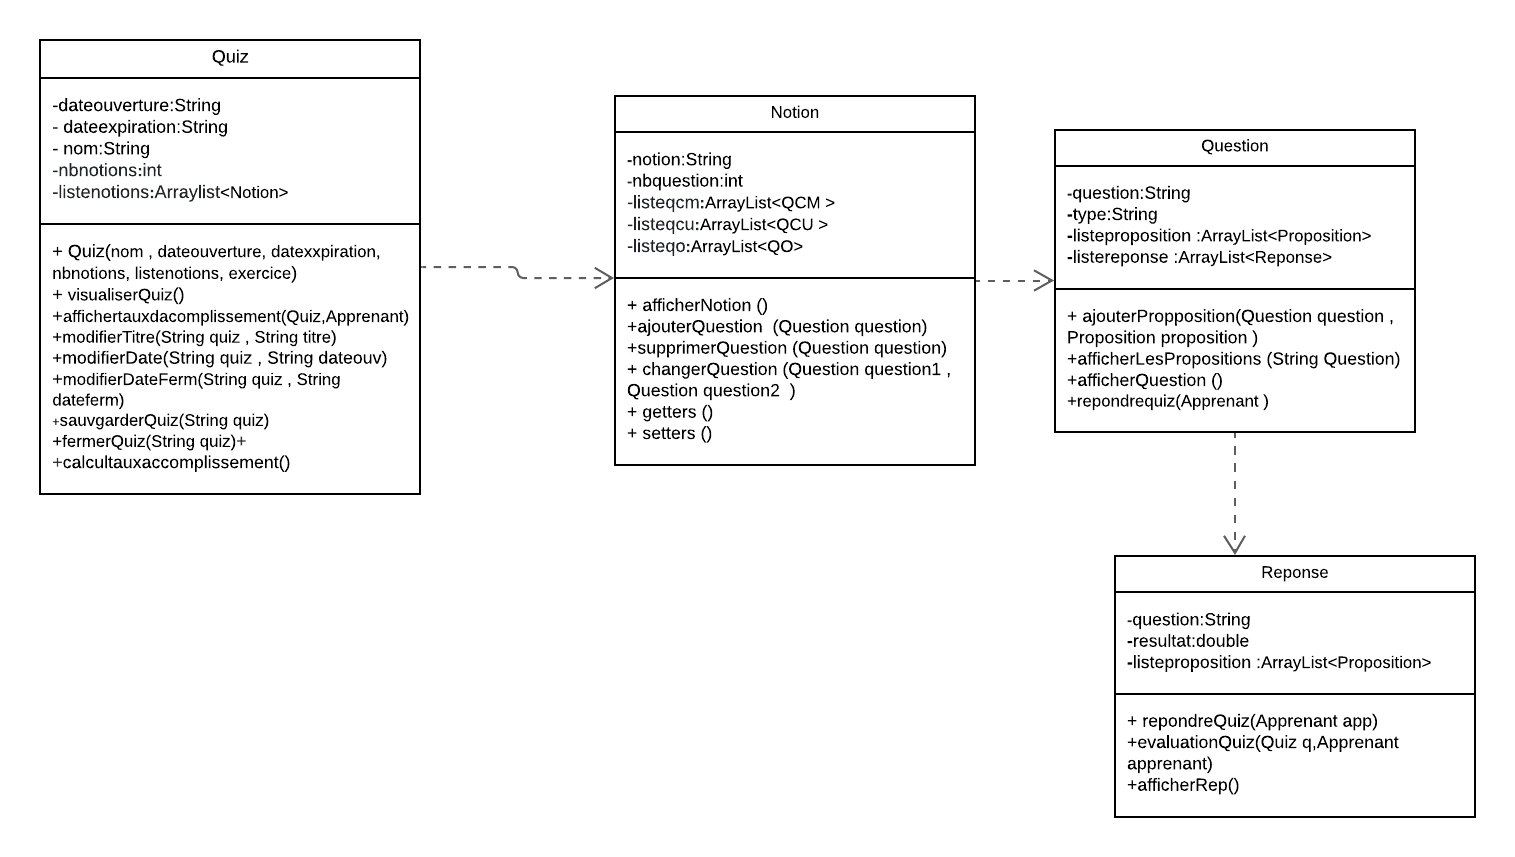 Quiz
-dateouverture:String
- dateexpiration:String
- nom:String
-nbnotions:int
-listenotions:Arraylist<Notion>
+ Quiz(nom , dateouverture, datexxpiration,
nbnotions, listenotions, exercice)
+ visualiserQuiz()
+affichertauxdacomplissement(Quiz,Apprenant)
+modifierTitre(String quiz , String titre)
+modifierDate(String quiz , String dateouv)
+modifierDateFerm(String quiz , String
dateferm)
+sauvgarderQuiz(String quiz)
+fermerQuiz(String quiz)+
+calcultauxaccomplissement()
Notion
-notion:String
-nbquestion:int
-listeqcm:ArrayList<QCM >
-listeqcu:ArrayList<QCU >
-listeqo:ArrayList<QO>
+ afficherNotion ()
+ajouterQuestion  (Question question)
+supprimerQuestion (Question question)
+ changerQuestion (Question question1 ,
Question question2  )
+ getters ()
+ setters ()
Question
-question:String
-type:String
-listeproposition :ArrayList<Proposition>
-listereponse :ArrayList<Reponse>
+ ajouterPropposition(Question question ,
Proposition proposition )
+afficherLesPropositions (String Question)
+afficherQuestion ()
+repondrequiz(Apprenant )
Reponse
-question:String
-resultat:double
-listeproposition :ArrayList<Proposition>
+ repondreQuiz(Apprenant app)
+evaluationQuiz(Quiz q,Apprenant
apprenant)
+afficherRep()